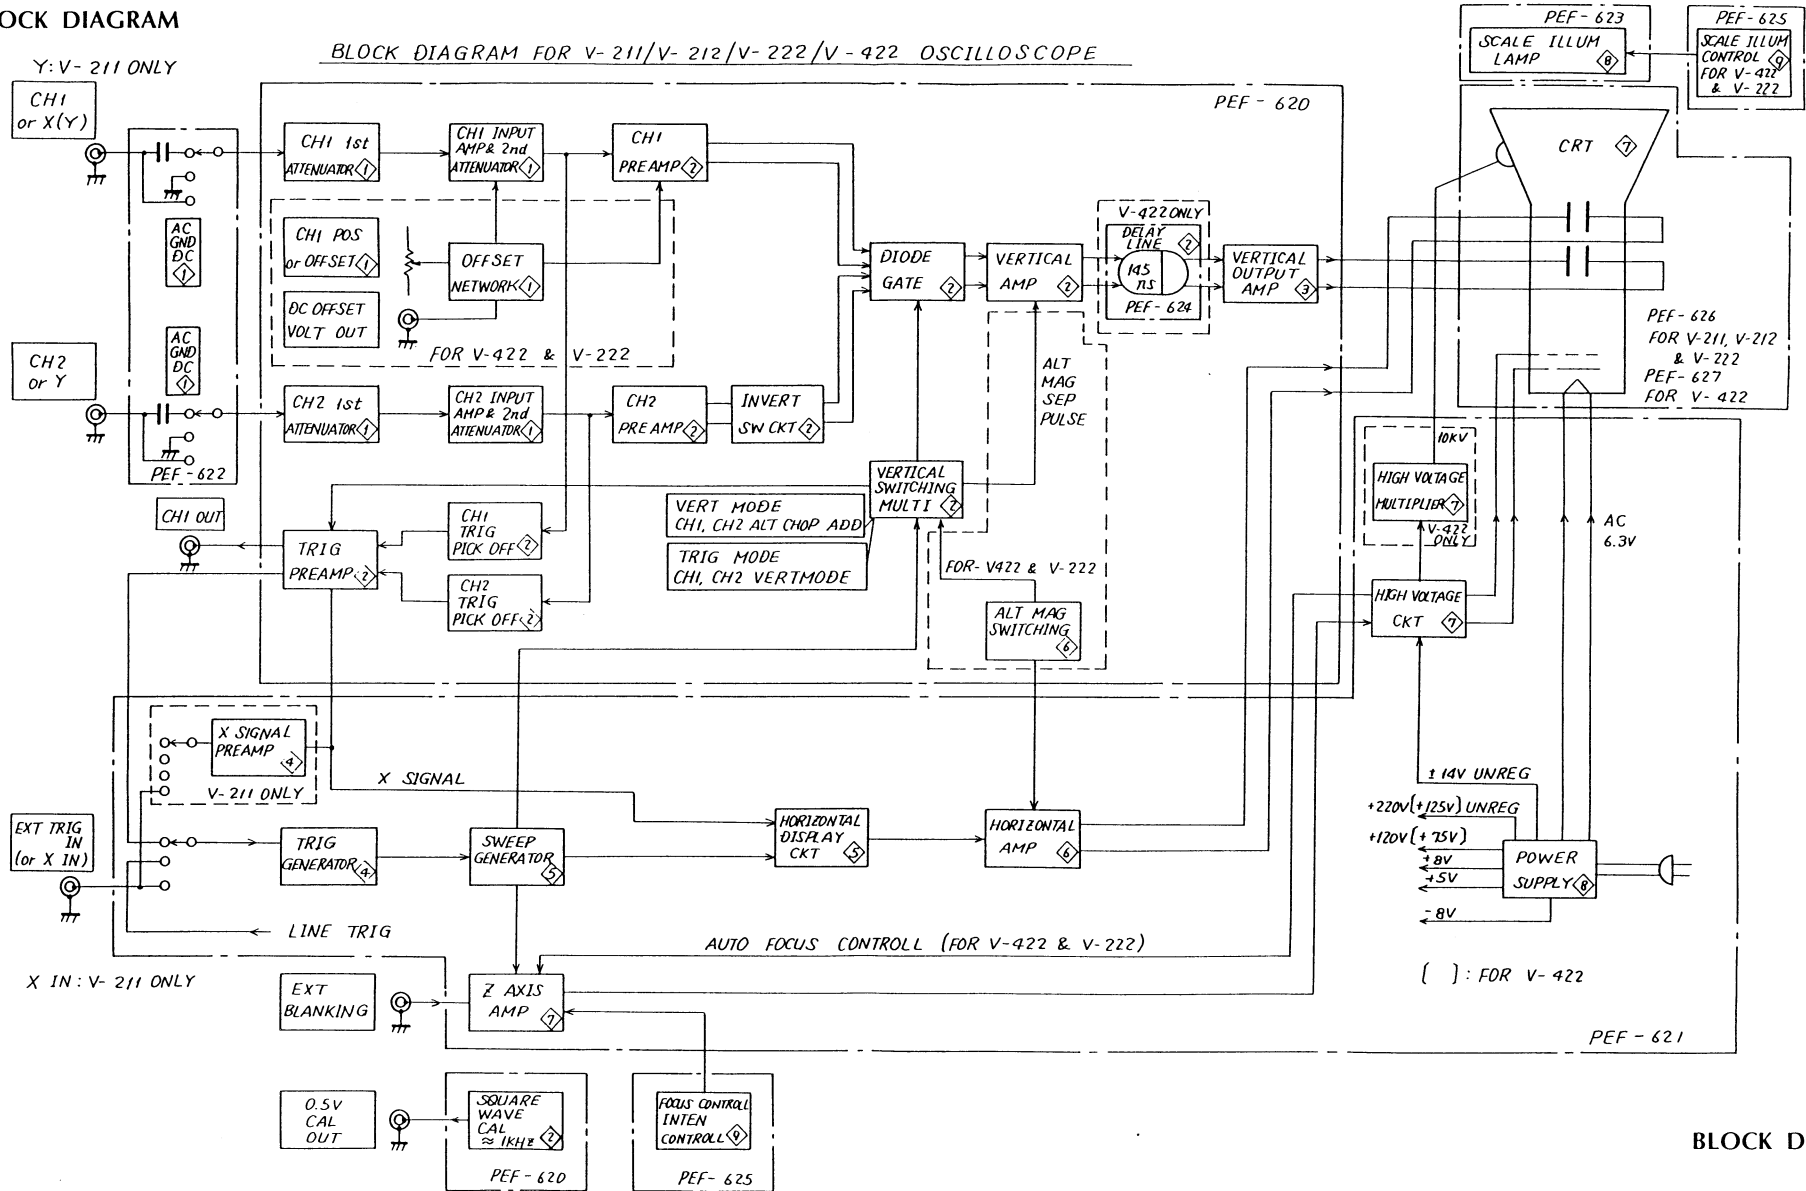 OCK DIAGRAM
BLOCK DIAGRAM FOR V-211/V-212/V-222/V-422 OSCILLOSCOPE
Y: V-211 ONLY
CH1
or X(Y)
PEF-623
SCALE ILLUM
LAMP 8
PEF-625
SCALE ILLUM
CONTROL 9
FOR V-422
& V-222
PEF-620
CH1 1st
ATTENUATOR 1
CH1 INPUT
AMP & 2nd
ATTENUATOR 1
CH1
PREAMP 2
CRT 7
AC
GND
DC
1
CH1 POS
or OFFSET 1
OFFSET
NETWORK 1
DC OFFSET
VOLT OUT
FOR V-422 & V-222
DIODE
GATE 2
VERTICAL
AMP 2
V-422 ONLY
DELAY
LINE 2
145
ns
PEF-624
VERTICAL
OUTPUT
AMP 3
PEF-626
FOR V-211, V-212
& V-222
PEF-627
FOR V-422
CH2
or Y
AC
GND
DC
1
PEF-622
CH2 1st
ATTENUATOR 1
CH2 INPUT
AMP & 2nd
ATTENUATOR 1
CH2
PREAMP 2
INVERT
SW CKT 2
ALT
MAG
SEP
PULSE
VERTICAL
SWITCHING
MULTI 2
VERT MODE
CH1, CH2 ALT CHOP ADD
TRIG MODE
CH1, CH2 VERTMODE
10KV
HIGH VOLTAGE
MULTIPLIER 7
V-422
ONLY
AC
6.3V
CH1 OUT
TRIG
PREAMP 2
CH1
TRIG
PICK OFF 2
CH2
TRIG
PICK OFF 2
FOR-V422 & V-222
ALT MAG
SWITCHING
6
HIGH VOLTAGE
CKT 7
X SIGNAL
PREAMP
4
V-211 ONLY
X SIGNAL
± 14V UNREG
+220V(+125V) UNREG
+120V(+75V)
+8V
+5V
-8V
POWER
SUPPLY 8
EXT TRIG
IN
(or X IN)
TRIG
GENERATOR 4
SWEEP
GENERATOR
5
HORIZONTAL
DISPLAY
CKT 5
HORIZONTAL
AMP 6
LINE TRIG
AUTO FOCUS CONTROLL (FOR V-422 & V-222)
X IN: V-211 ONLY
EXT
BLANKING
Z AXIS
AMP 7
[ ]: FOR V-422
PEF-621
0.5V
CAL
OUT
SQUARE
WAVE
CAL
≈ 1KHZ 2
PEF-620
FOCUS CONTROLL
INTEN
CONTROLL 9
PEF-625
BLOCK D